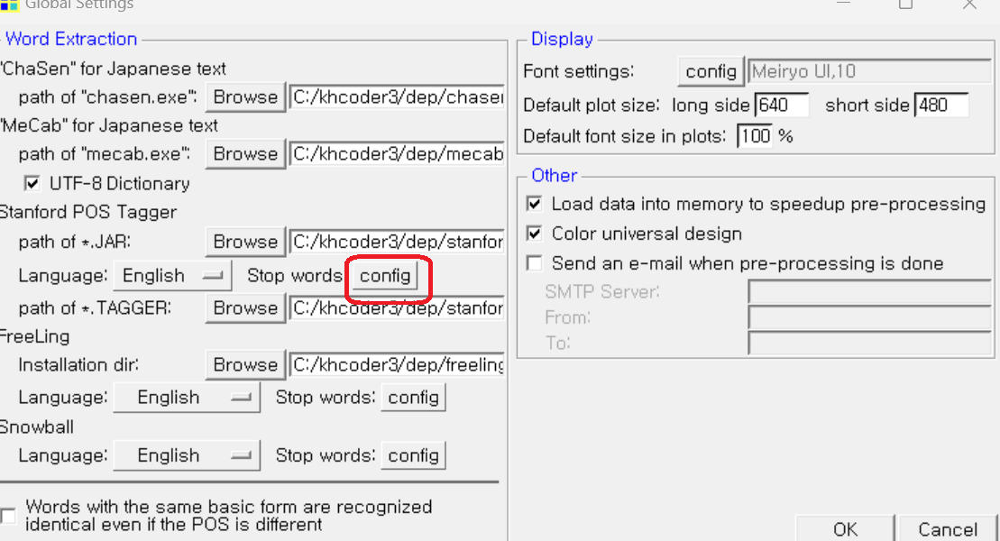 Global Settings
Word Extraction
"ChaSen" for Japanese text
path of "chasen.exe": Browse C:/khcoder3/dep/chasen
"MeCab" for Japanese text
path of "mecab.exe": Browse C:/khcoder3/dep/mecab
UTF-8 Dictionary
Stanford POS Tagger
path of *.JAR: Browse C:/khcoder3/dep/stanfor
Language: English Stop words config
path of *.TAGGER: Browse C:/khcoder3/dep/stanfor
FreeLing
Installation dir: Browse C:/khcoder3/dep/freeling
Language: English Stop words: config
Snowball
Language: English Stop words: config
Words with the same basic form are recognized
identical even if the POS is different
Display
Font settings: config Meiryo UI,10
Default plot size: long side 640 short side 480
Default font size in plots: 100 %
Other
Load data into memory to speedup pre-processing
Color universal design
Send an e-mail when pre-processing is done
SMTP Server:
From:
To:
OK Cancel